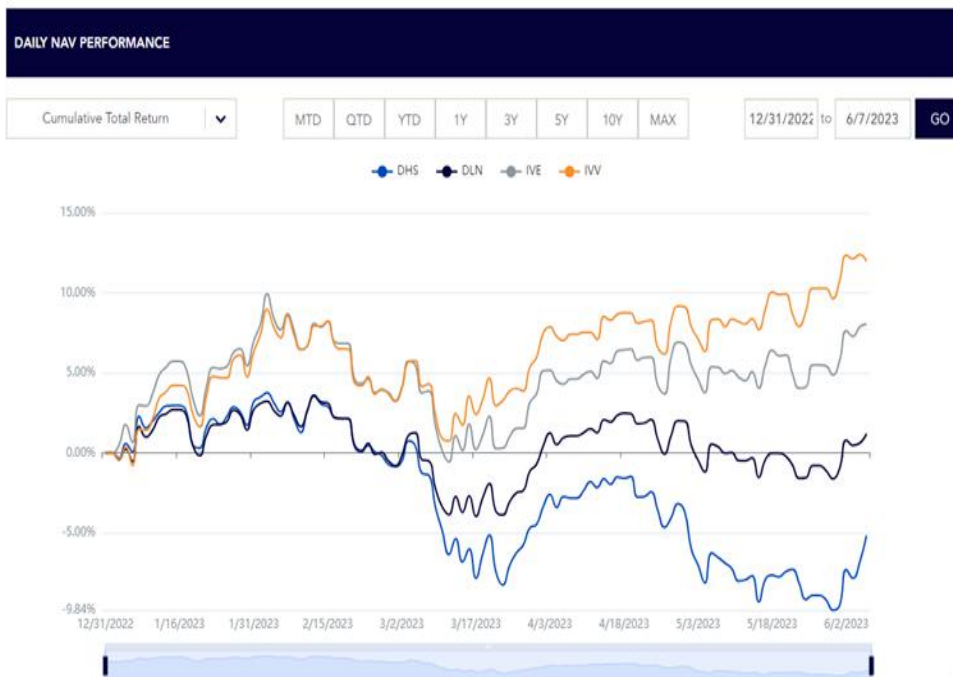 DAILY NAV PERFORMANCE
Cumulative Total Return
MTD QTD YTD 1Y 3Y 5Y 10Y MAX
12/31/2022 to 6/7/2023 GO
DHS DLN IVE IVV
15.00%
10.00%
5.00%
0.00%
-5.00%
-9.84%
12/31/2022 1/16/2023 1/31/2023 2/15/2023 3/2/2023 3/17/2023 4/3/2023 4/18/2023 5/3/2023 5/18/2023 6/2/2023